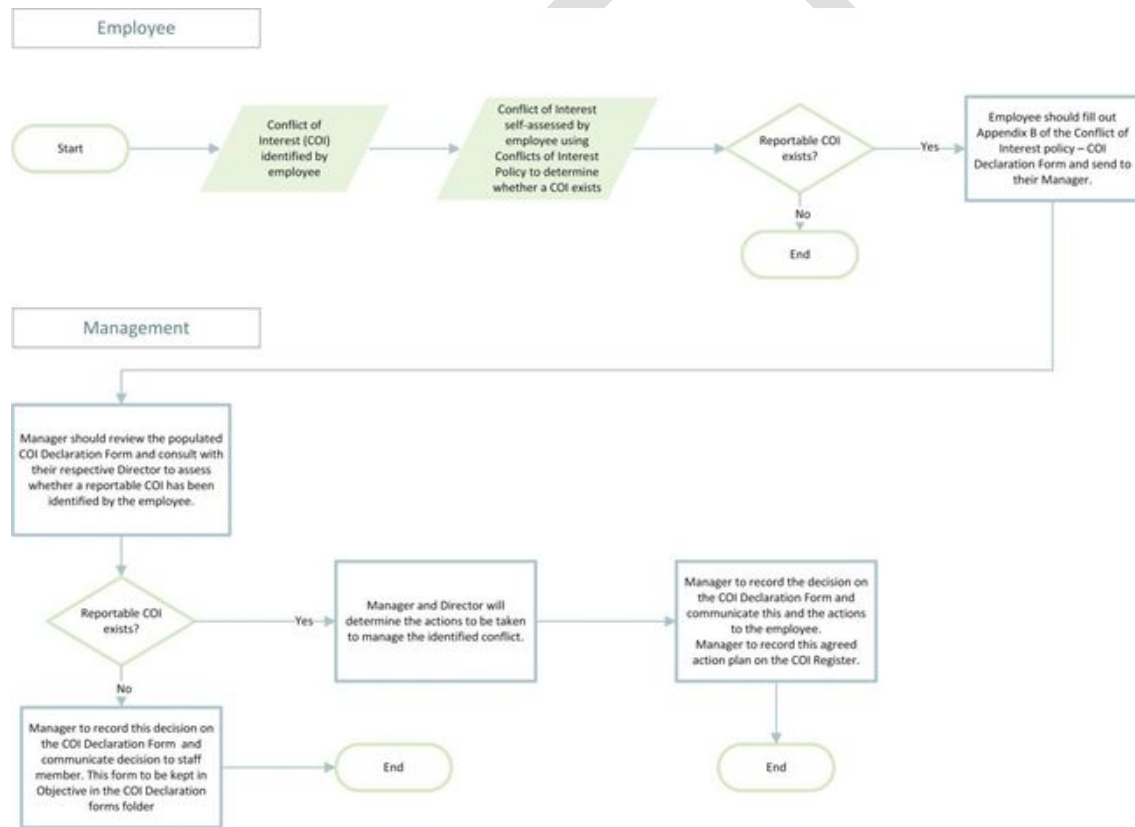 Employee
Start
Conflict of
Interest (COI)
identified by
employee
Conflict of Interest
self-assessed by
employee using
Conflicts of Interest
Policy to determine
whether a COI exists
Reportable COI
exists?
Yes
Employee should fill out
Appendix B of the Conflict of
Interest policy – COI
Declaration Form and send to
their Manager.
No
End
Management
Manager should review the populated
COI Declaration Form and consult with
their respective Director to assess
whether a reportable COI has been
identified by the employee.
Reportable COI
exists?
Yes
Manager and Director will
determine the actions to be taken
to manage the identified conflict.
Manager to record the decision on
the COI Declaration Form and
communicate this and the actions
to the employee.
Manager to record this agreed
action plan on the COI Register.
No
Manager to record this decision on
the COI Declaration Form and
communicate decision to staff
member. This form to be kept in
Objective in the COI Declaration
forms folder
End
End